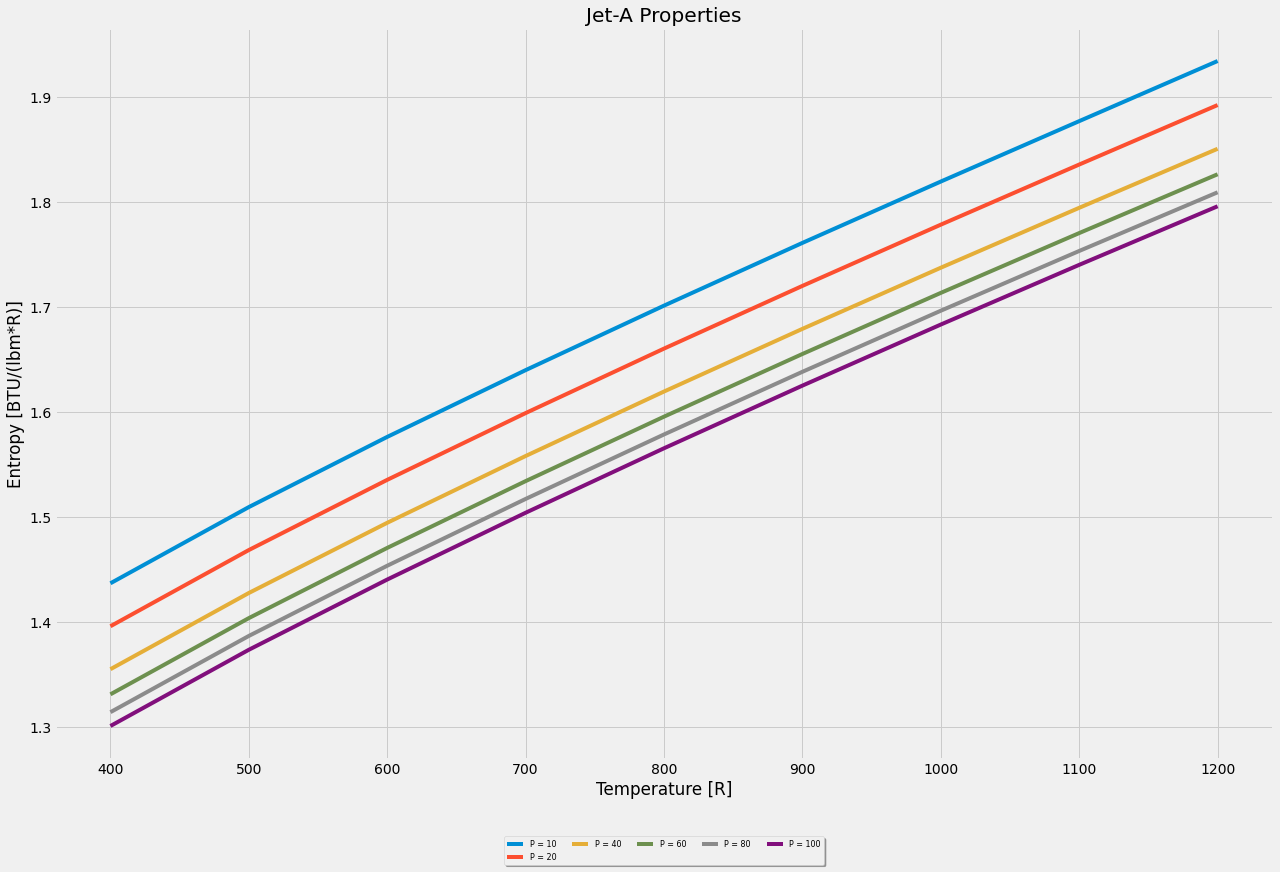 Jet-A Properties
Entropy [BTU/(lbm*R)]
1.9
1.8
1.7
1.6
1.5
1.4
1.3
400 500 600 700 800 900 1000 1100 1200
Temperature [R]
P = 10 P = 40 P = 60 P = 80 P = 100
P = 20